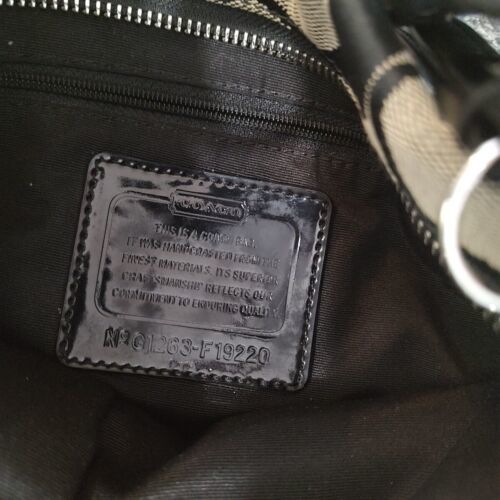 COACH
THIS IS A COACH BAG.
IT WAS HANDCRAFTED FROM THE
FINEST MATERIALS. ITS SUPERIOR
CRAFTSMANSHIP REFLECTS OUR
COMMITMENT TO ENDURING QUALITY.
Nº G1263-F19220